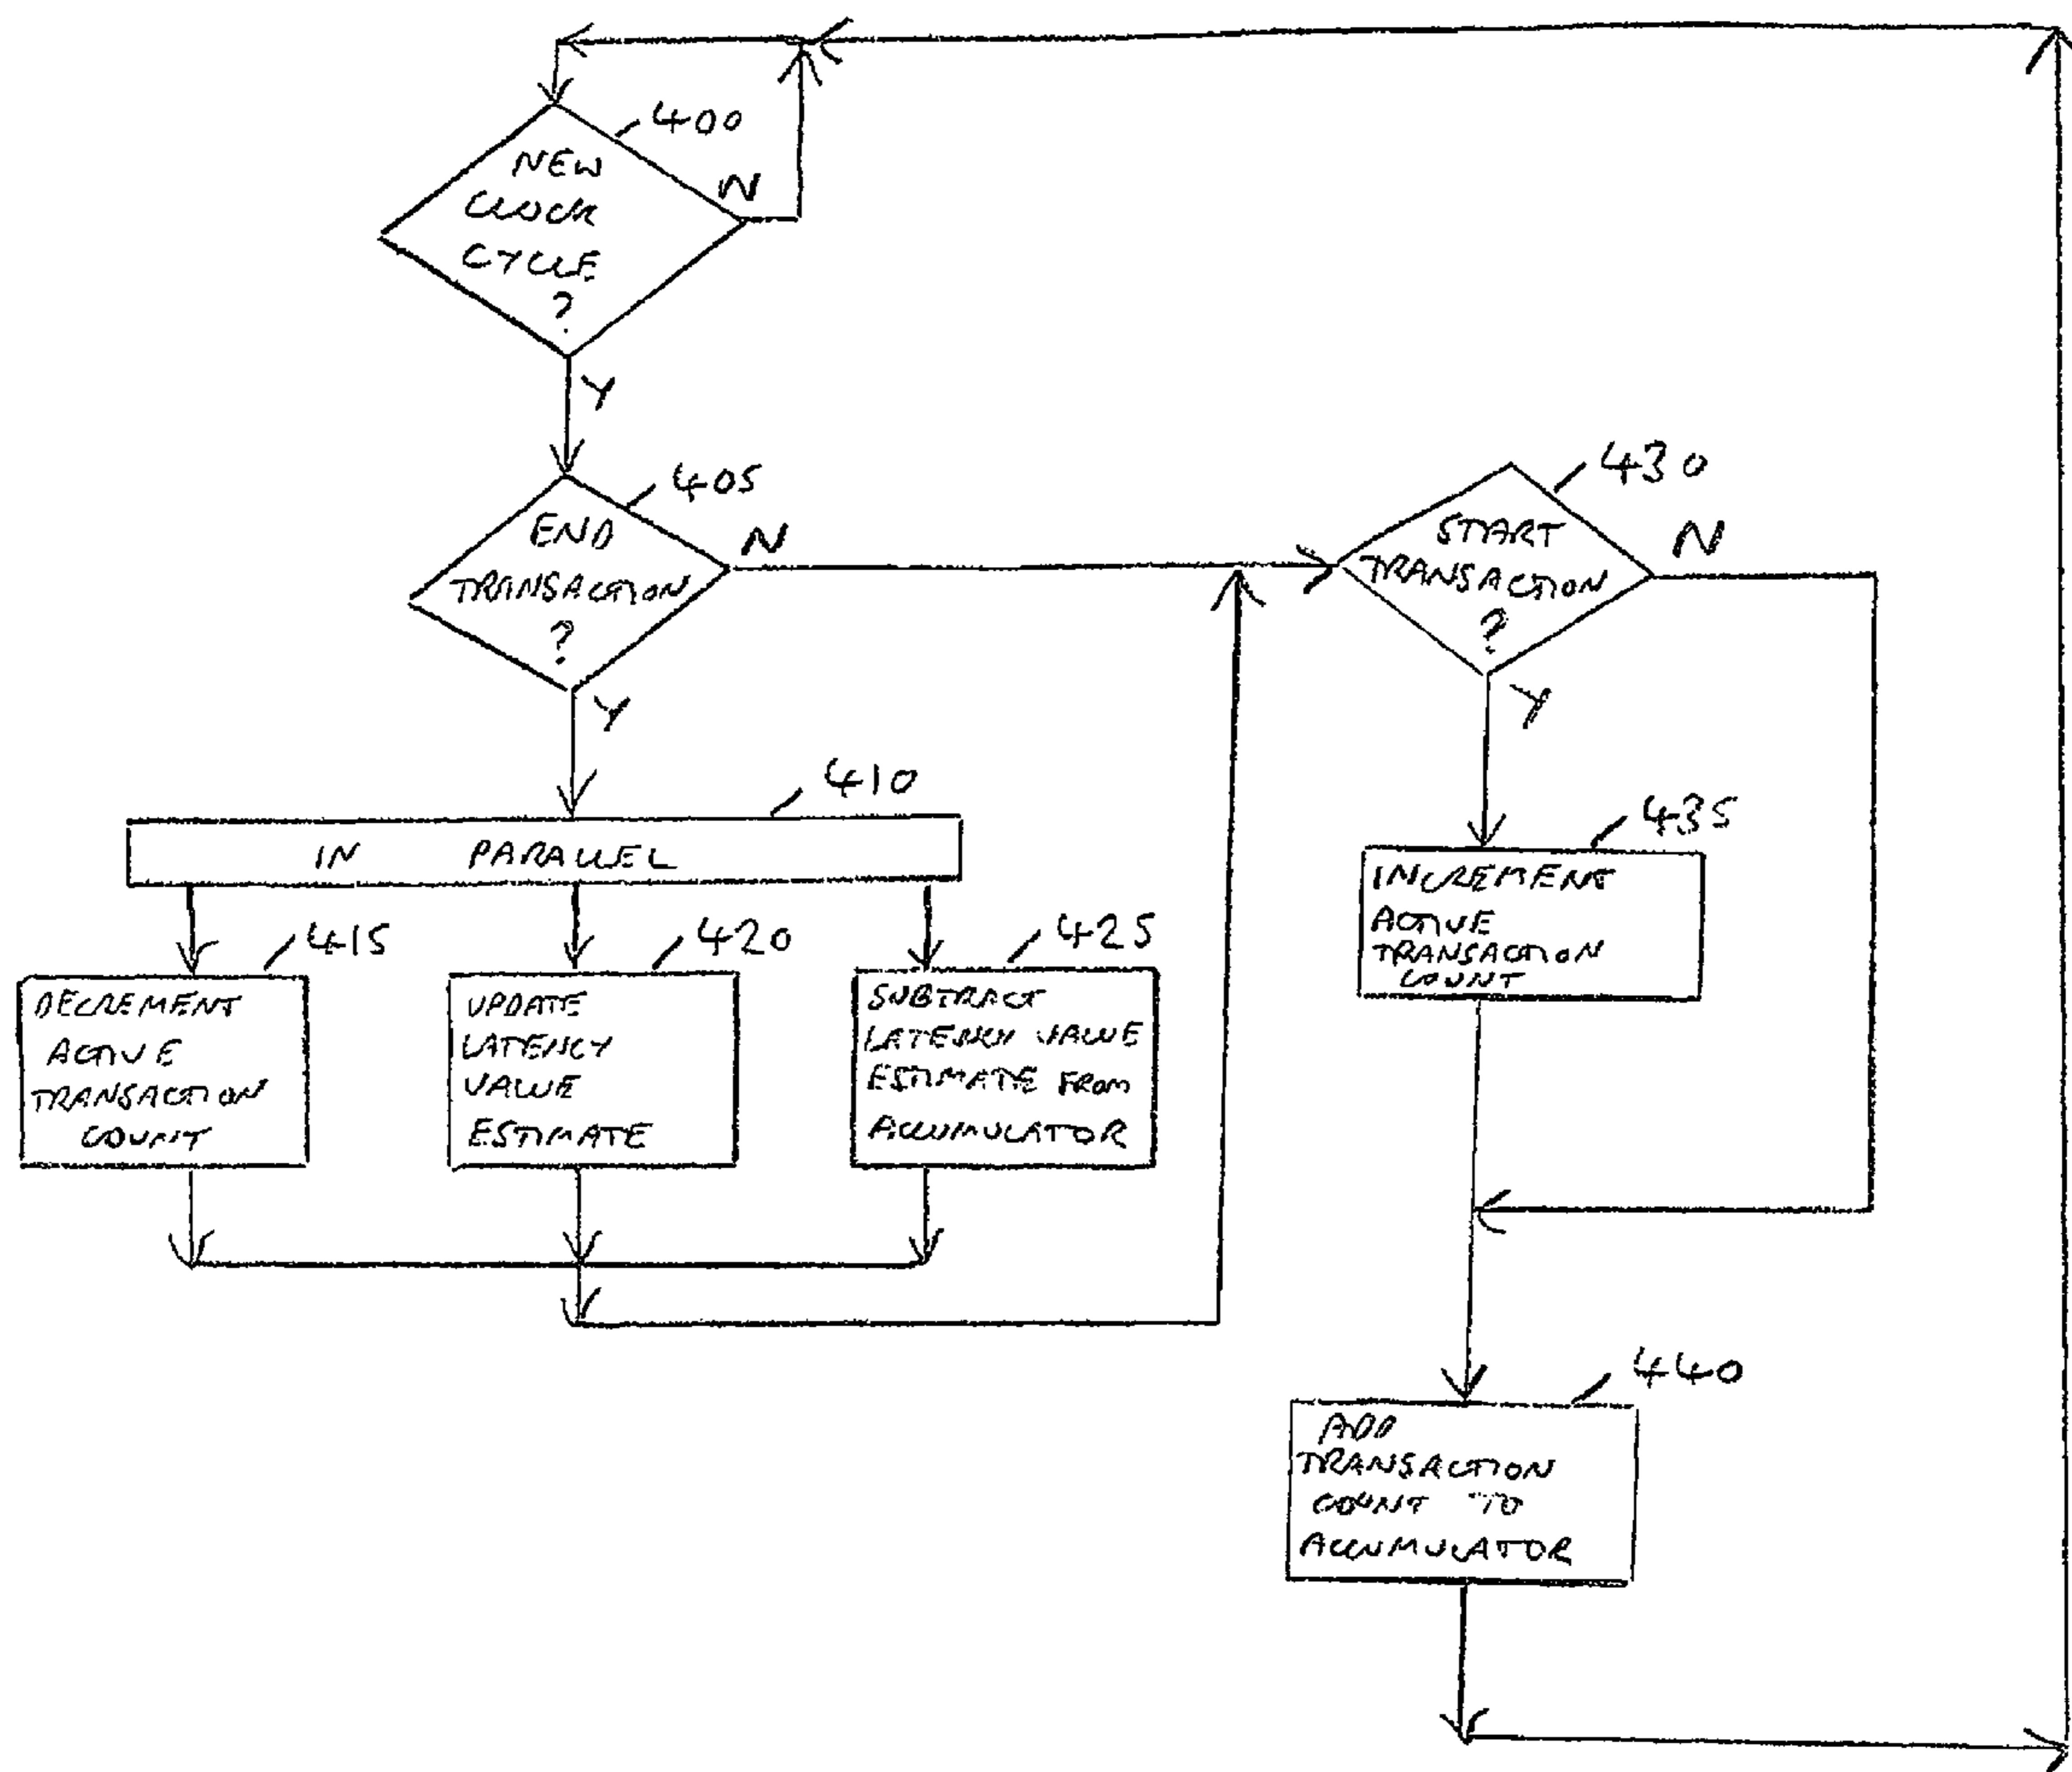 400
NEW
CLOCK
CYCLE
?
N
Y
405
END
TRANSACTION
?
N
Y
430
START
TRANSACTION
?
N
Y
410
IN PARALLEL
415
DECREMENT
ACTIVE
TRANSACTION
COUNT
420
UPDATE
LATENCY
VALUE
ESTIMATE
425
SUBTRACT
LATENCY VALUE
ESTIMATE FROM
ACCUMULATOR
435
INCREMENT
ACTIVE
TRANSACTION
COUNT
440
ADD
TRANSACTION
COUNT TO
ACCUMULATOR